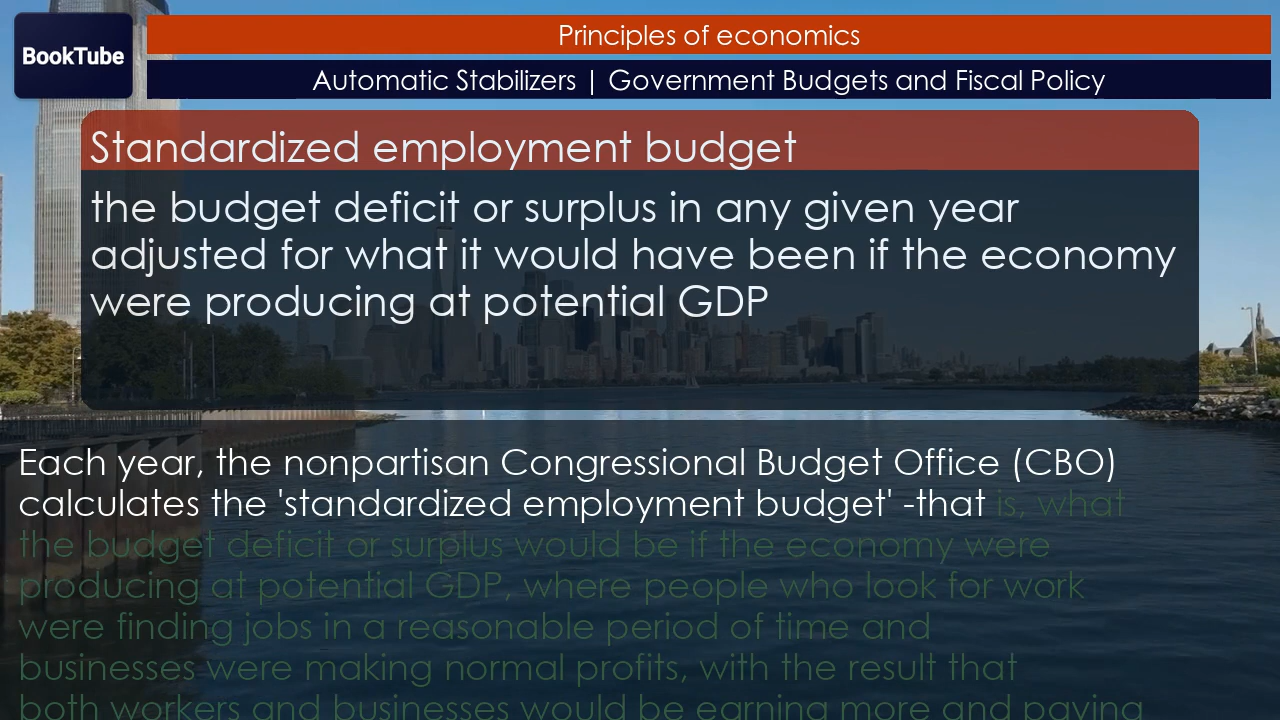 BookTube
Principles of economics
Automatic Stabilizers | Government Budgets and Fiscal Policy
Standardized employment budget
the budget deficit or surplus in any given year
adjusted for what it would have been if the economy
were producing at potential GDP
Each year, the nonpartisan Congressional Budget Office (CBO)
calculates the 'standardized employment budget' -that is, what
the budget deficit or surplus would be if the economy were
producing at potential GDP, where people who look for work
were finding jobs in a reasonable period of time and
businesses were making normal profits, with the result that
both workers and businesses would be earning more and paying